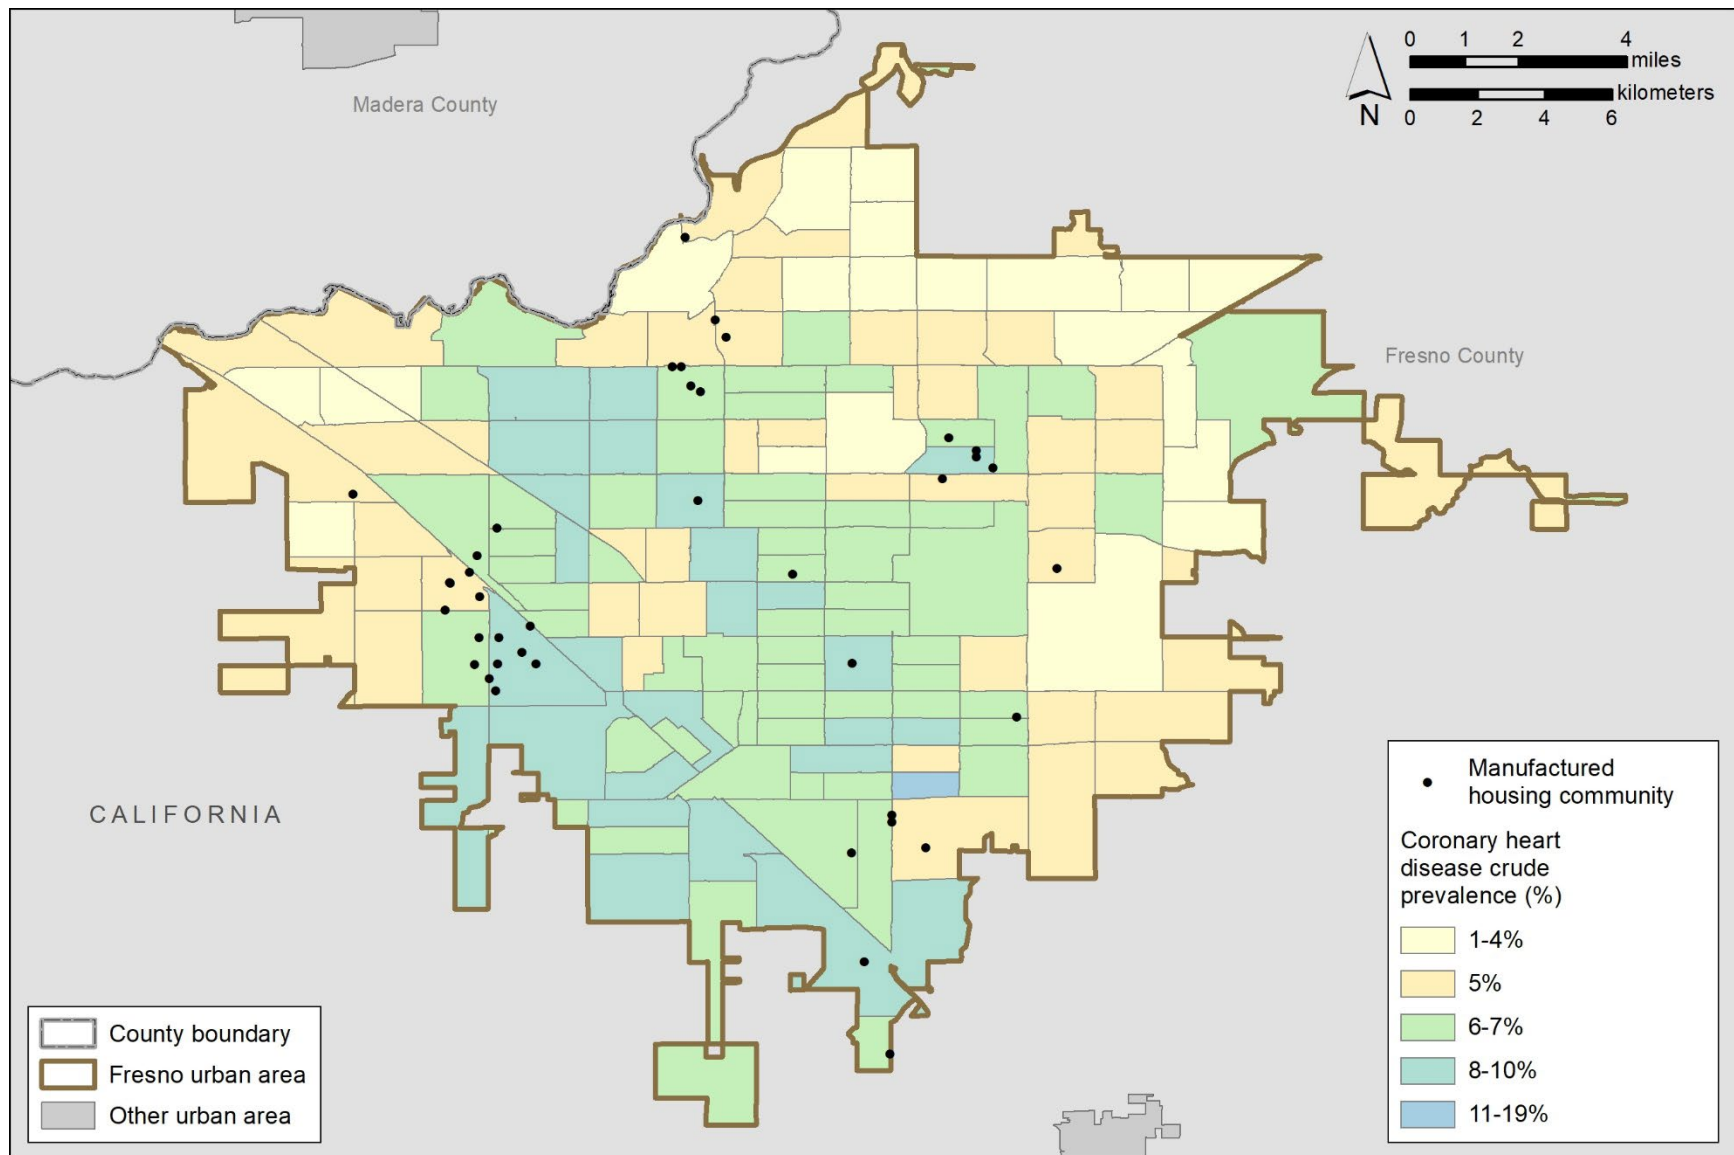 0 1 2 4
miles
kilometers
0 2 4 6
N
Madera County
Fresno County
CALIFORNIA
Manufactured
housing community
Coronary heart
disease crude
prevalence (%)
1-4%
5%
6-7%
8-10%
11-19%
County boundary
Fresno urban area
Other urban area